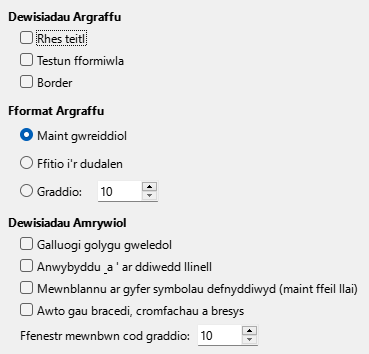 Dewisiadau Argraffu
Rhes teitl
Testun fformiwla
Border
Fformat Argraffu
Maint gwreiddiol
Ffitio i'r dudalen
Graddio: 10
Dewisiadau Amrywiol
Galluogi golygu gweledol
Anwybyddu _a ' ar ddiwedd llinell
Mewnblannu ar gyfer symbolau defnyddiwyd (maint ffeil llai)
Awto gau bracedi, cromfachau a bresys
Ffenestr mewnbwn cod graddio: 10